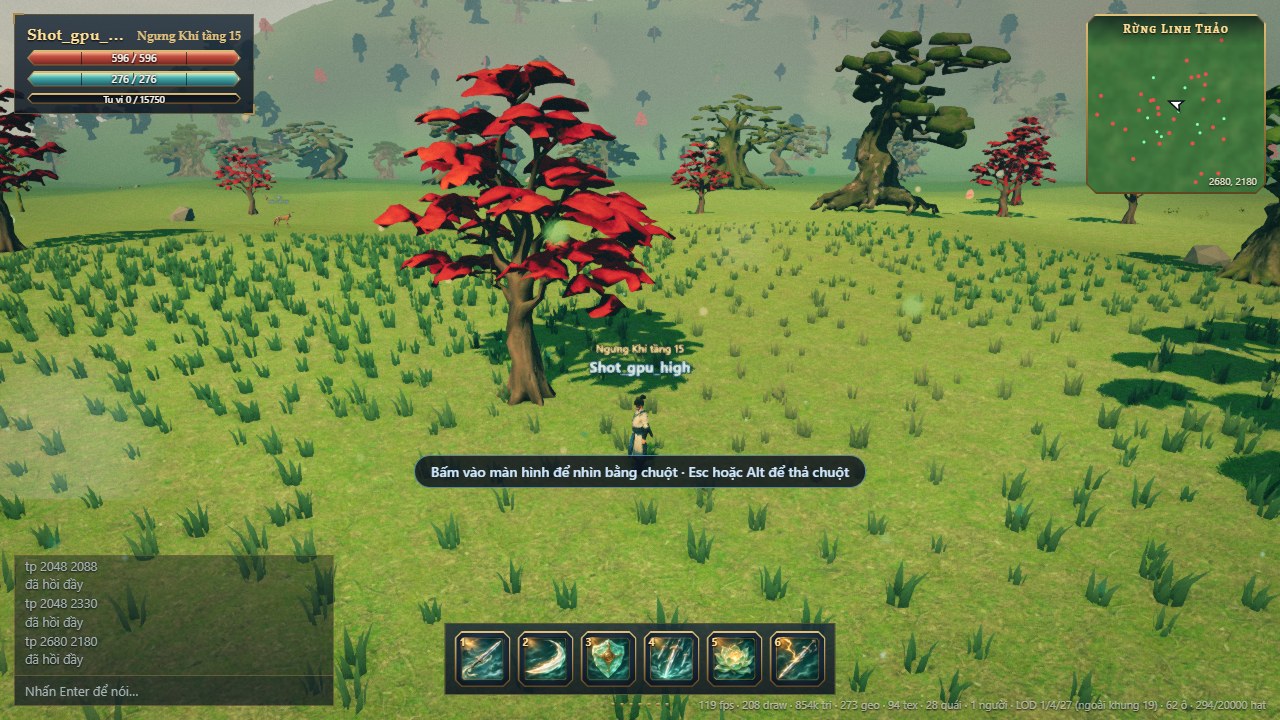 Shot_gpu_... Ngưng Khí tầng 15
596 / 596
276 / 276
Tu vi 0 / 15750
Rừng Linh Thảo
2680, 2180
Ngưng Khí tầng 15
Shot_gpu_high
Bấm vào màn hình để nhìn bằng chuột · Esc hoặc Alt để thả chuột
tp 2048 2088
đã hồi đầy
tp 2048 2330
đã hồi đầy
tp 2680 2180
đã hồi đầy
Nhấn Enter để nói...
1 2 3 4 5 6
119 fps · 208 draw · 854k tri · 273 geo · 94 tex · 28 quái · 1 người · LOD 1/4/27 (ngoài khung 19) · 62 ô · 294/20000 hạt